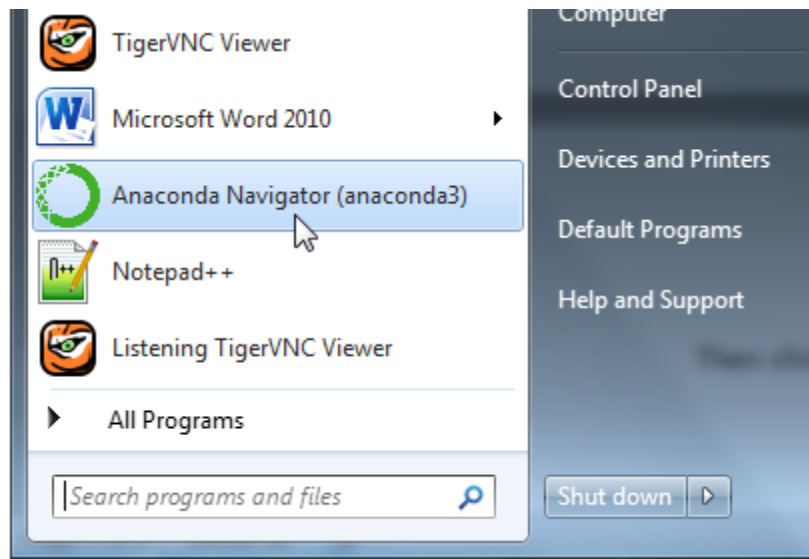 TigerVNC Viewer
Microsoft Word 2010
Anaconda Navigator (anaconda3)
Notepad++
Listening TigerVNC Viewer
All Programs
Search programs and files
Computer
Control Panel
Devices and Printers
Default Programs
Help and Support
Shut down